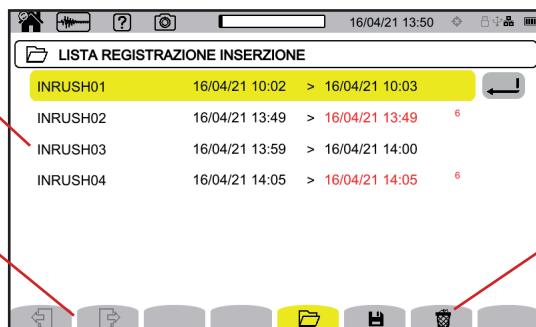 ? 16/04/21 13:50
LISTA REGISTRAZIONE INSERZIONE
INRUSH01 16/04/21 10:02 > 16/04/21 10:03
INRUSH02 16/04/21 13:49 > 16/04/21 13:49 6
INRUSH03 16/04/21 13:59 > 16/04/21 14:00
INRUSH04 16/04/21 14:05 > 16/04/21 14:05 6